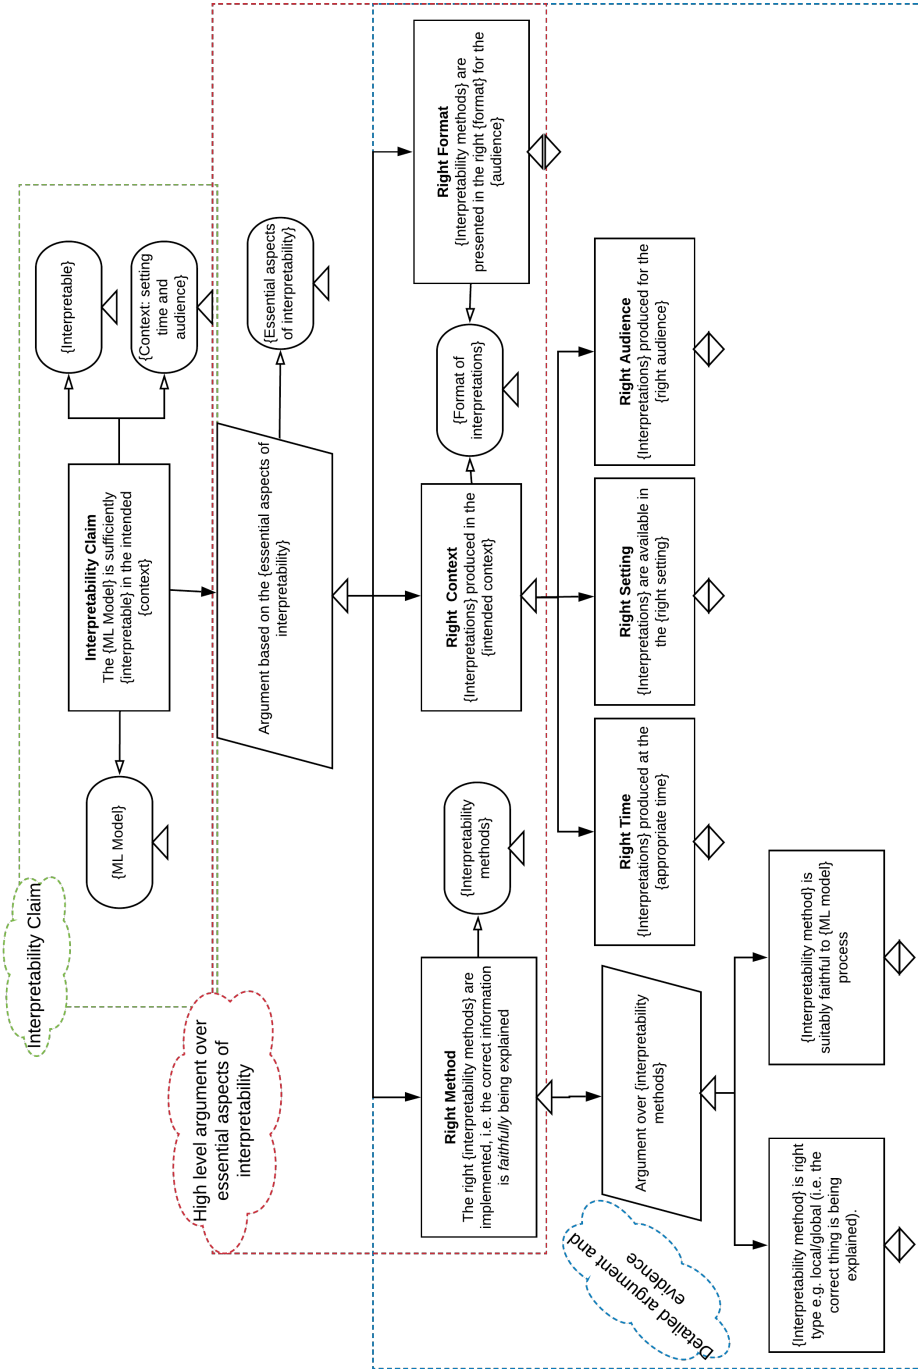 Interpretability Claim
{ML Model}
Interpretability Claim
The {ML Model} is sufficiently
{interpretable} in the intended
{context}
{Interpretable}
{Context: setting
time and
audience}
High level argument over
essential aspects of
interpretability
Argument based on the {essential aspects of
interpretability}
{Essential aspects
of interpretability}
Right Method
The right {interpretability methods} are
implemented, i.e. the correct information
is faithfully being explained
{Interpretability
methods}
Right  Context
{Interpretations} produced in the
{intended context}
{Format of
interpretations}
Right Format
{Interpretability methods} are
presented in the right {format} for the
{audience}
Detailed argument and
evidence
Argument over {interpretability
methods}
Right Time
{Interpretations} produced at the
{appropriate time}
Right Setting
{Interpretations} are available in
the {right setting}
Right Audience
{Interpretations} produced for the
{right audience}
{Interpretability method} is right
type e.g. local/global (i.e. the
correct thing is being
explained).
{Interpretability method} is
suitably faithful to {ML model}
process